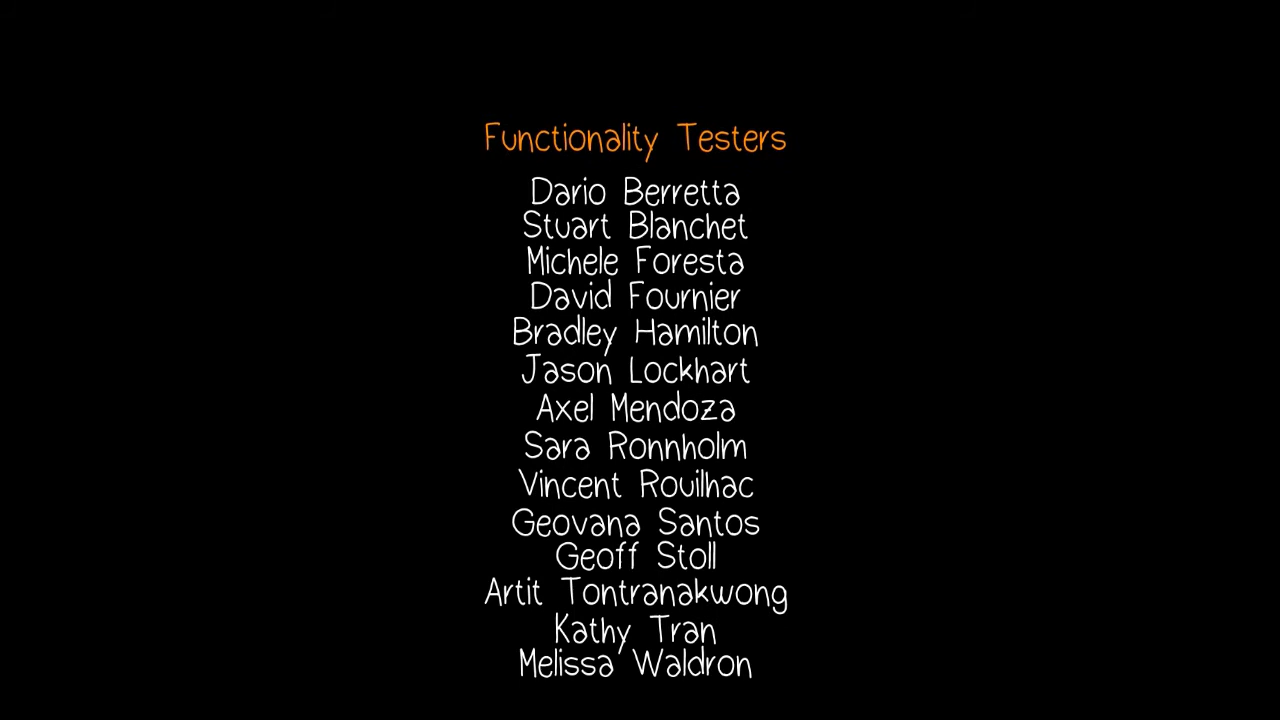 Functionality Testers
Dario Berretta
Stuart Blanchet
Michele Foresta
David Fournier
Bradley Hamilton
Jason Lockhart
Axel Mendoza
Sara Ronnholm
Vincent Rouilhac
Geovana Santos
Geoff Stoll
Artit Tontranakwong
Kathy Tran
Melissa Waldron